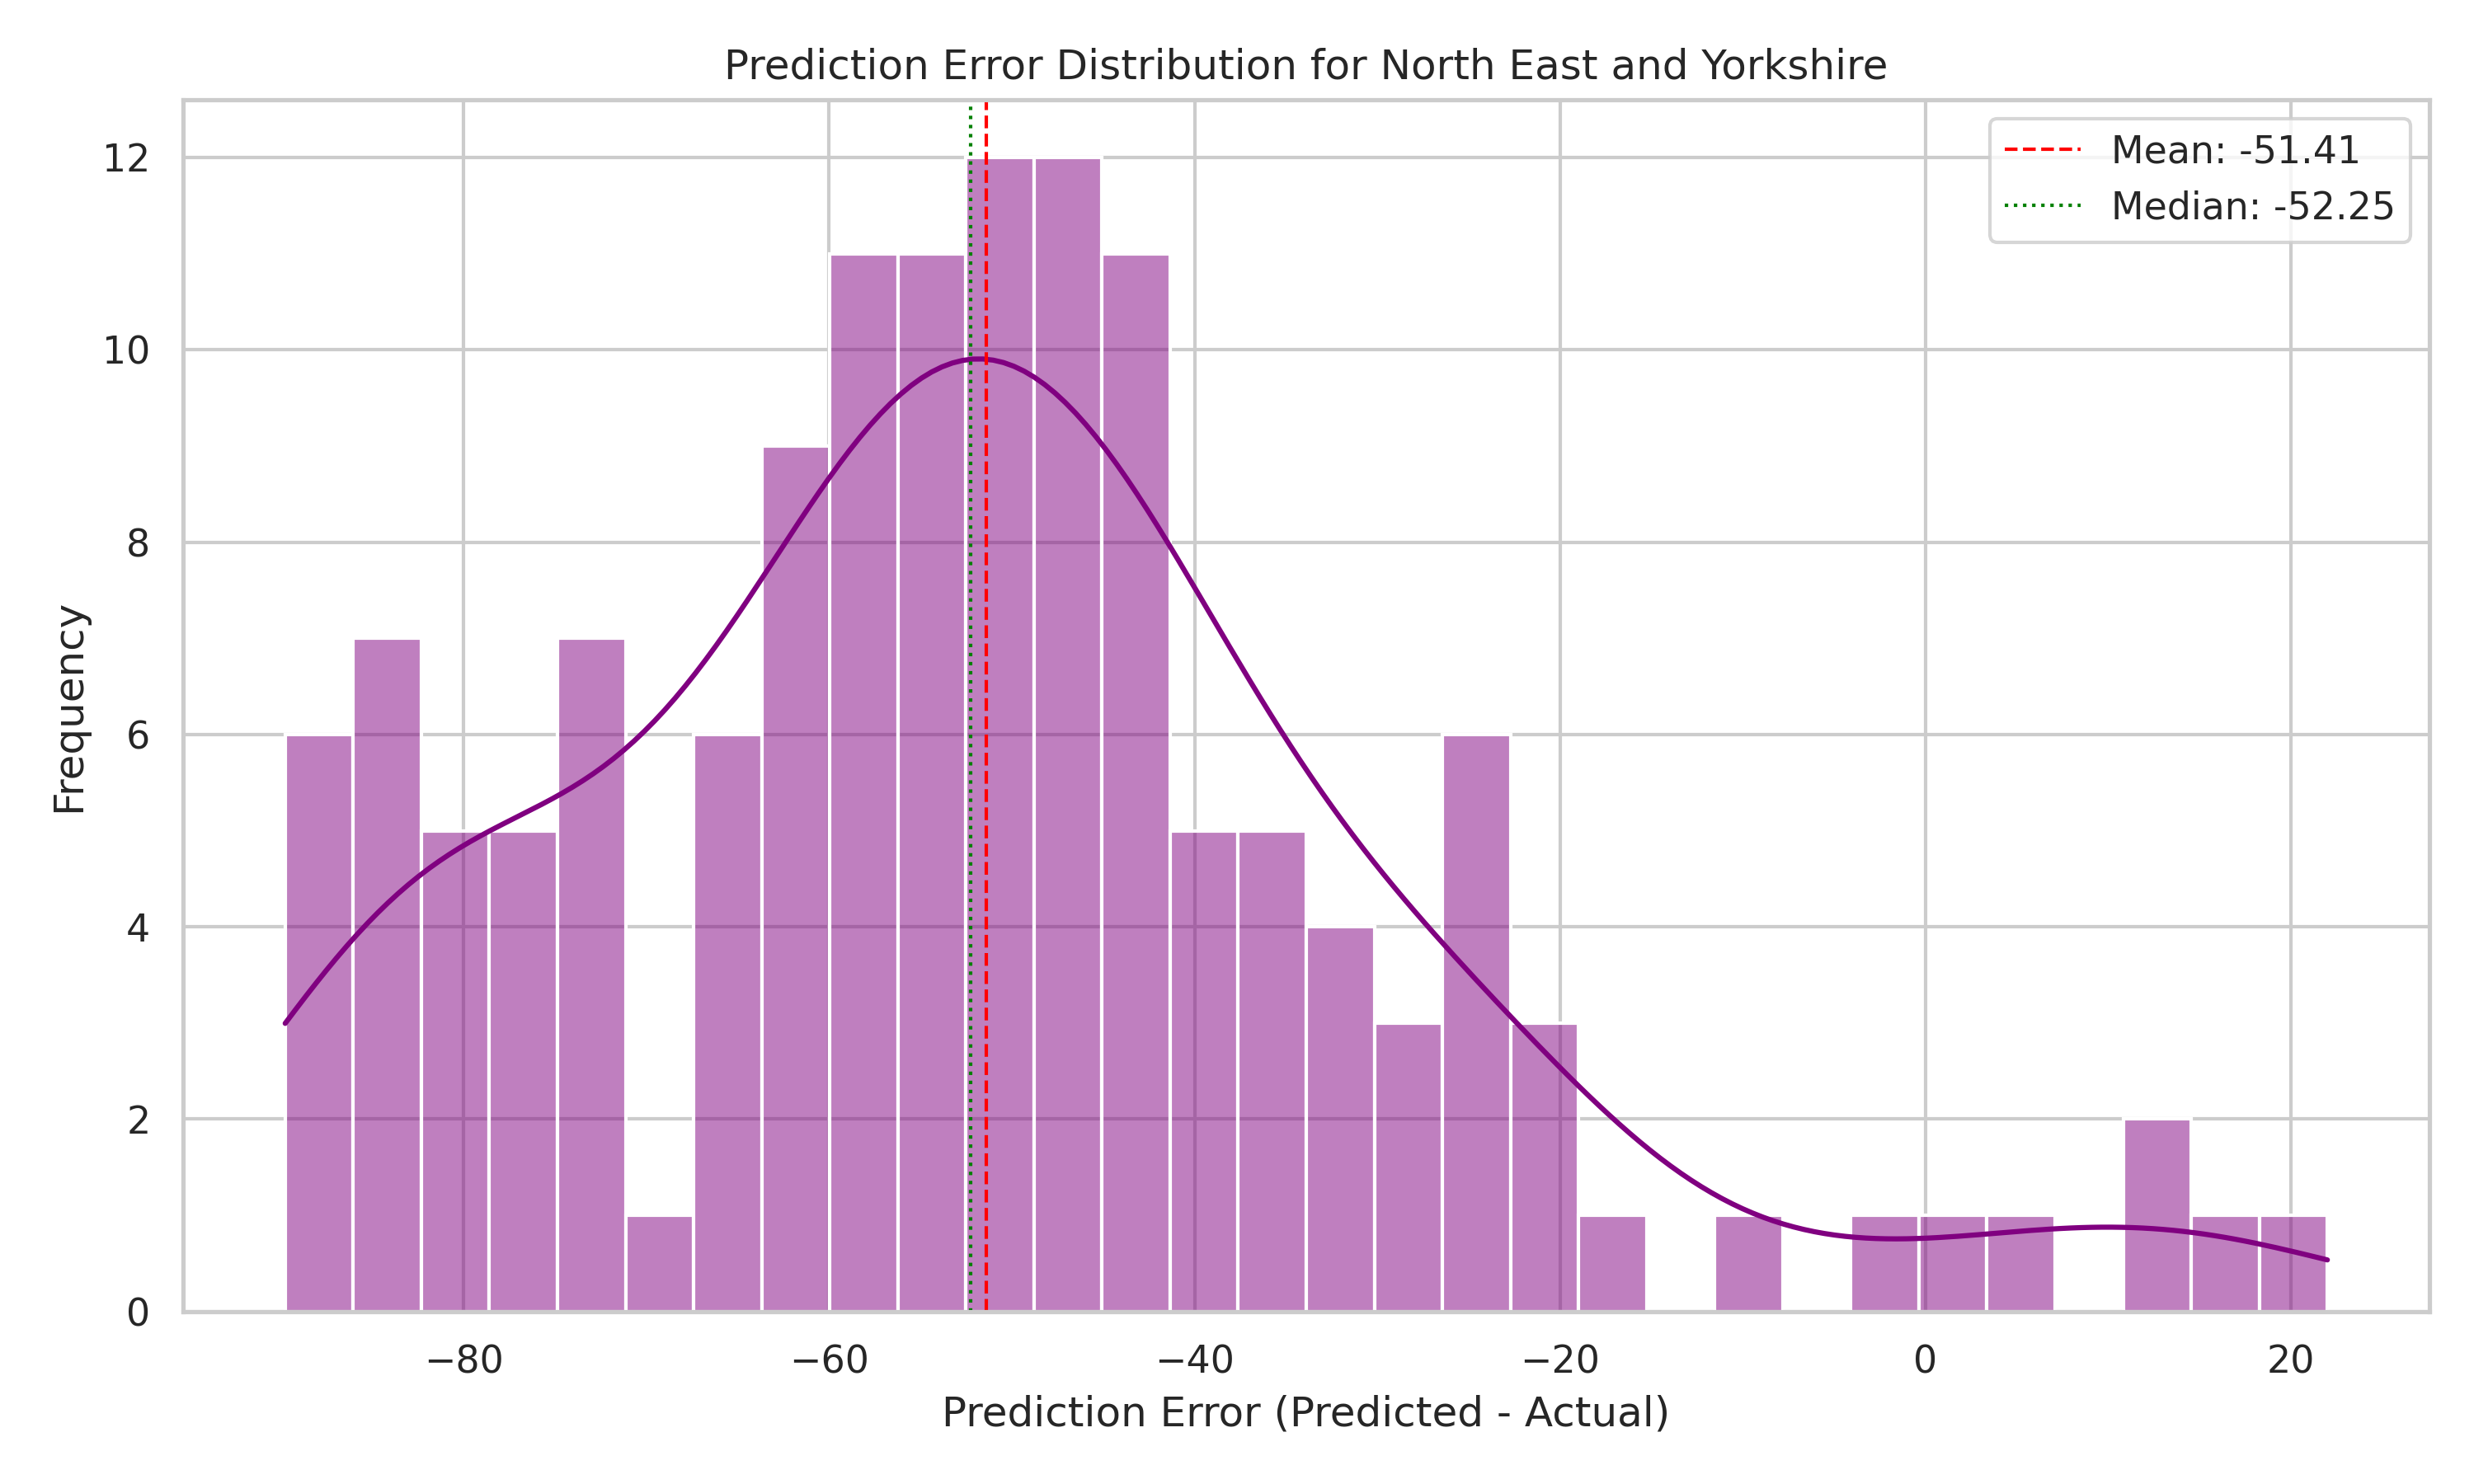 Prediction Error Distribution for North East and Yorkshire
Mean: -51.41
Median: -52.25
Frequency
12
10
8
6
4
2
0
−80 −60 −40 −20 0 20
Prediction Error (Predicted - Actual)